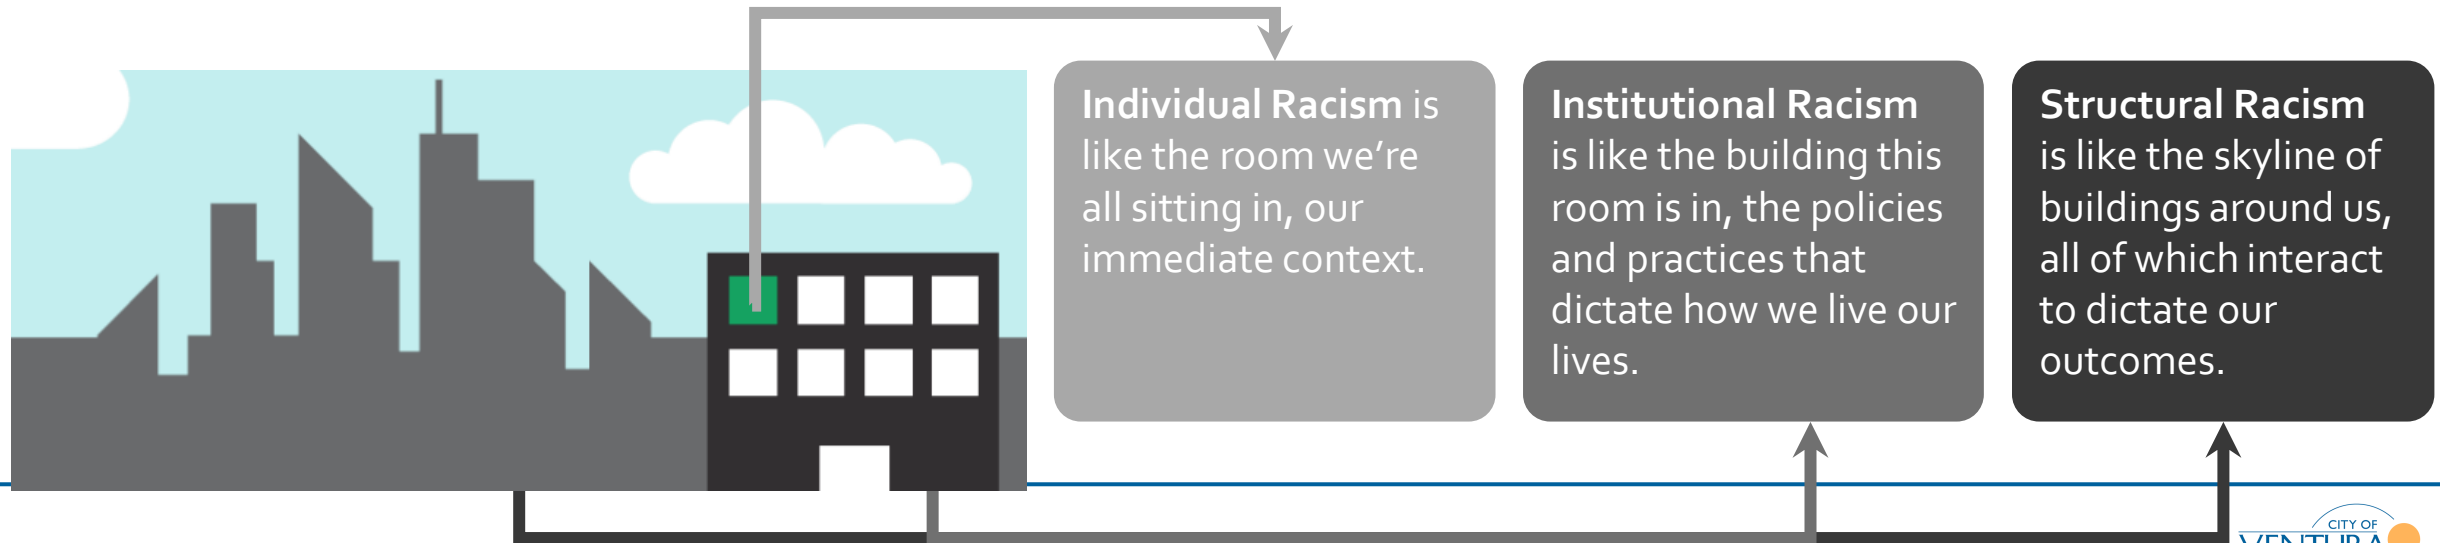 Individual Racism is
like the room we’re
all sitting in, our
immediate context.
Institutional Racism
is like the building this
room is in, the policies
and practices that
dictate how we live our
lives.
Structural Racism
is like the skyline of
buildings around us,
all of which interact
to dictate our
outcomes.
CITY OF
VENTURA